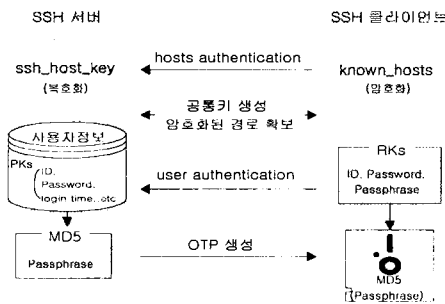 SSH 서버
SSH 클라이언트
hosts authentication
ssh_host_key
(복호화)
known_hosts
(암호화)
공통키 생성
암호화된 경로 확보
사용자정보
PKs
ID.
Password.
login time..etc
user authentication
RKs
ID. Password.
Passphrase
MD5
Passphrase
OTP 생성
MD5
(Passphrase)